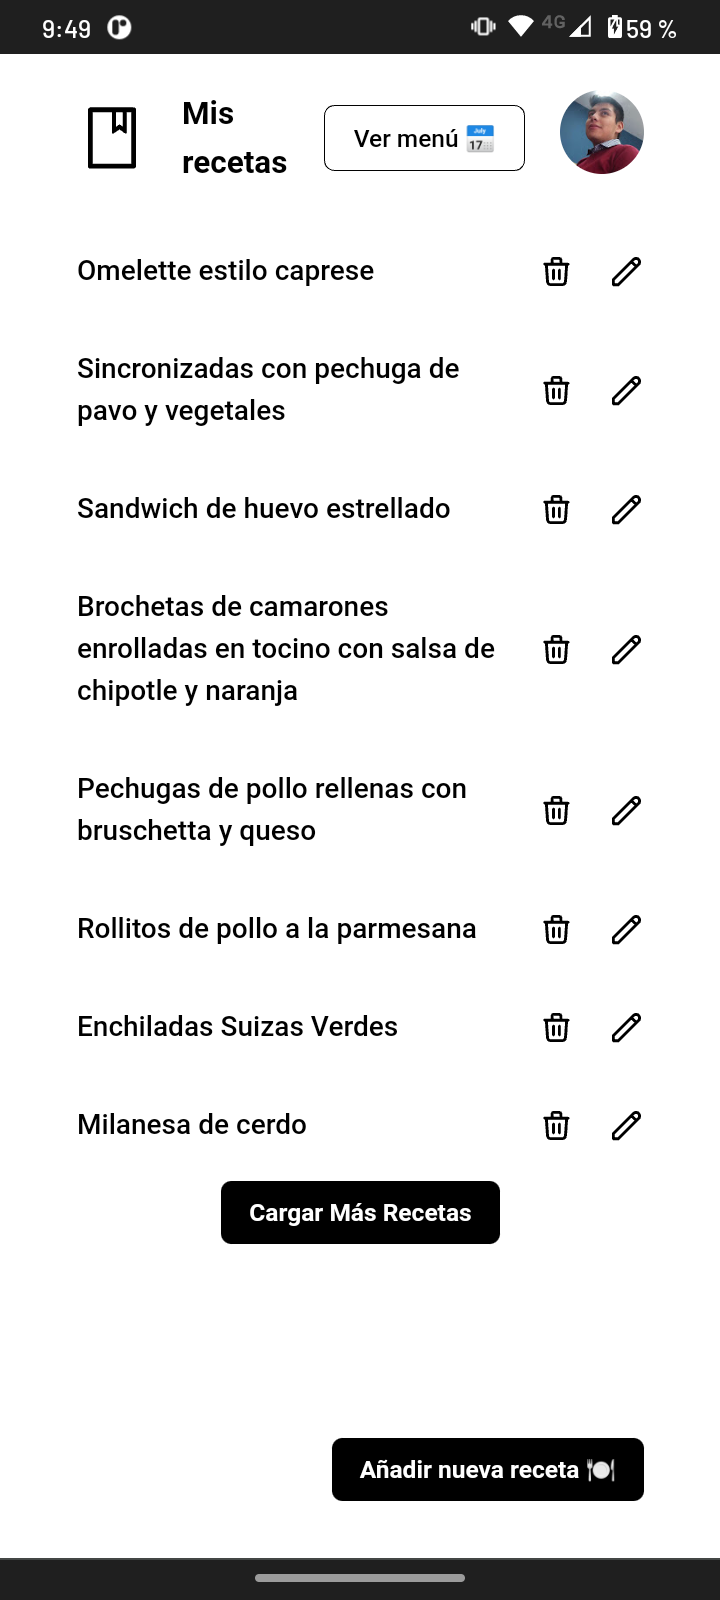 9:49
4G
59 %
Mis
recetas
Ver menú
July
17
Omelette estilo caprese
Sincronizadas con pechuga de
pavo y vegetales
Sandwich de huevo estrellado
Brochetas de camarones
enrolladas en tocino con salsa de
chipotle y naranja
Pechugas de pollo rellenas con
bruschetta y queso
Rollitos de pollo a la parmesana
Enchiladas Suizas Verdes
Milanesa de cerdo
Cargar Más Recetas
Añadir nueva receta